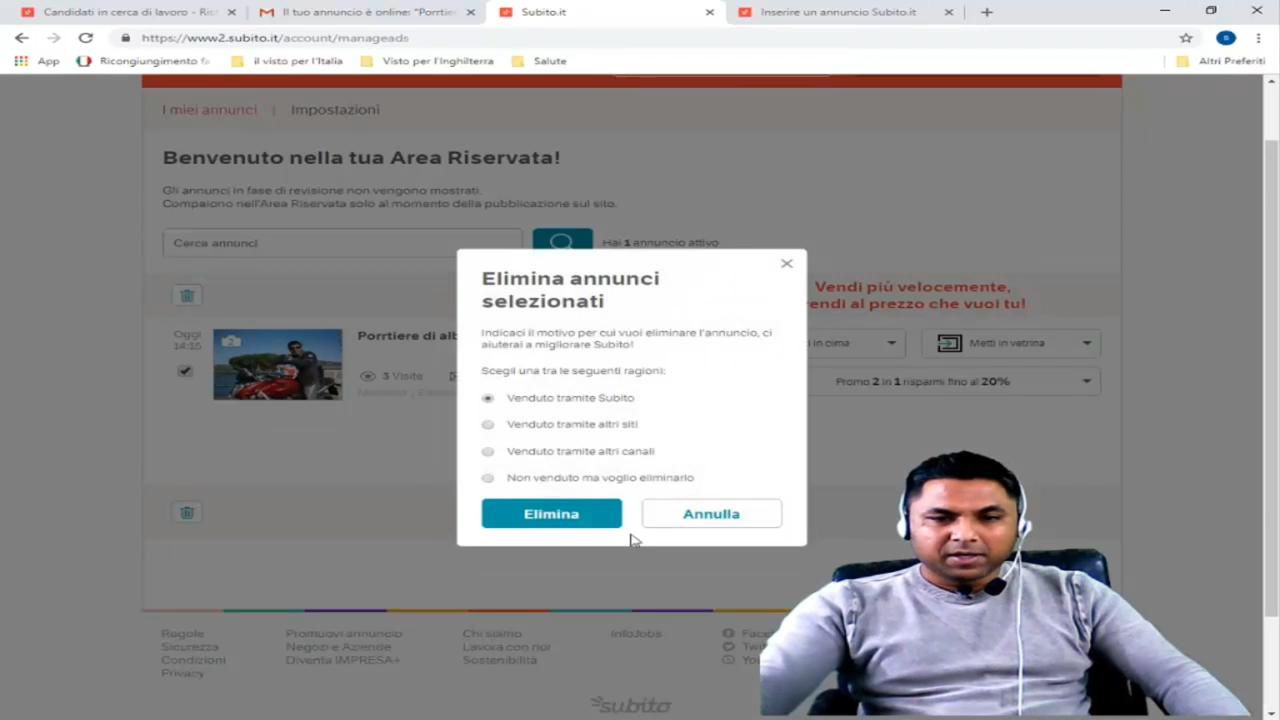 Candidati in cerca di lavoro - Rist
Il tuo annuncio è online: "Porrtie
Subito.it
Inserire un annuncio Subito.it
https://www2.subito.it/account/manageads
App
Ricongiungimento fa
il visto per l'Italia
Visto per l'Inghilterra
Salute
Altri Preferiti
I miei annunci | Impostazioni
Benvenuto nella tua Area Riservata!
Gli annunci in fase di revisione non vengono mostrati.
Compaiono nell'Area Riservata solo al momento della pubblicazione sul sito.
Cerca annunci
Hai 1 annuncio attivo
Vendi più velocemente,
endi al prezzo che vuoi tu!
Oggi
14:15
2
Porrtiere di alb
3 Visite
i in cima
Metti in vetrina
Promo 2 in 1 risparmi fino al 20%
Elimina annunci
selezionati
Indicaci il motivo per cui vuoi eliminare l'annuncio, ci
aiuterai a migliorare Subito!
Scegli una tra le seguenti ragioni:
Venduto tramite Subito
Venduto tramite altri siti
Venduto tramite altri canali
Non venduto ma voglio eliminarlo
Elimina
Annulla
Regole
Sicurezza
Condizioni
Privacy
Promuovi annuncio
Negozi e Aziende
Diventa IMPRESA+
Chi siamo
Lavora con noi
Sostenibilità
InfoJobs
Face
Twi
Yo
subito